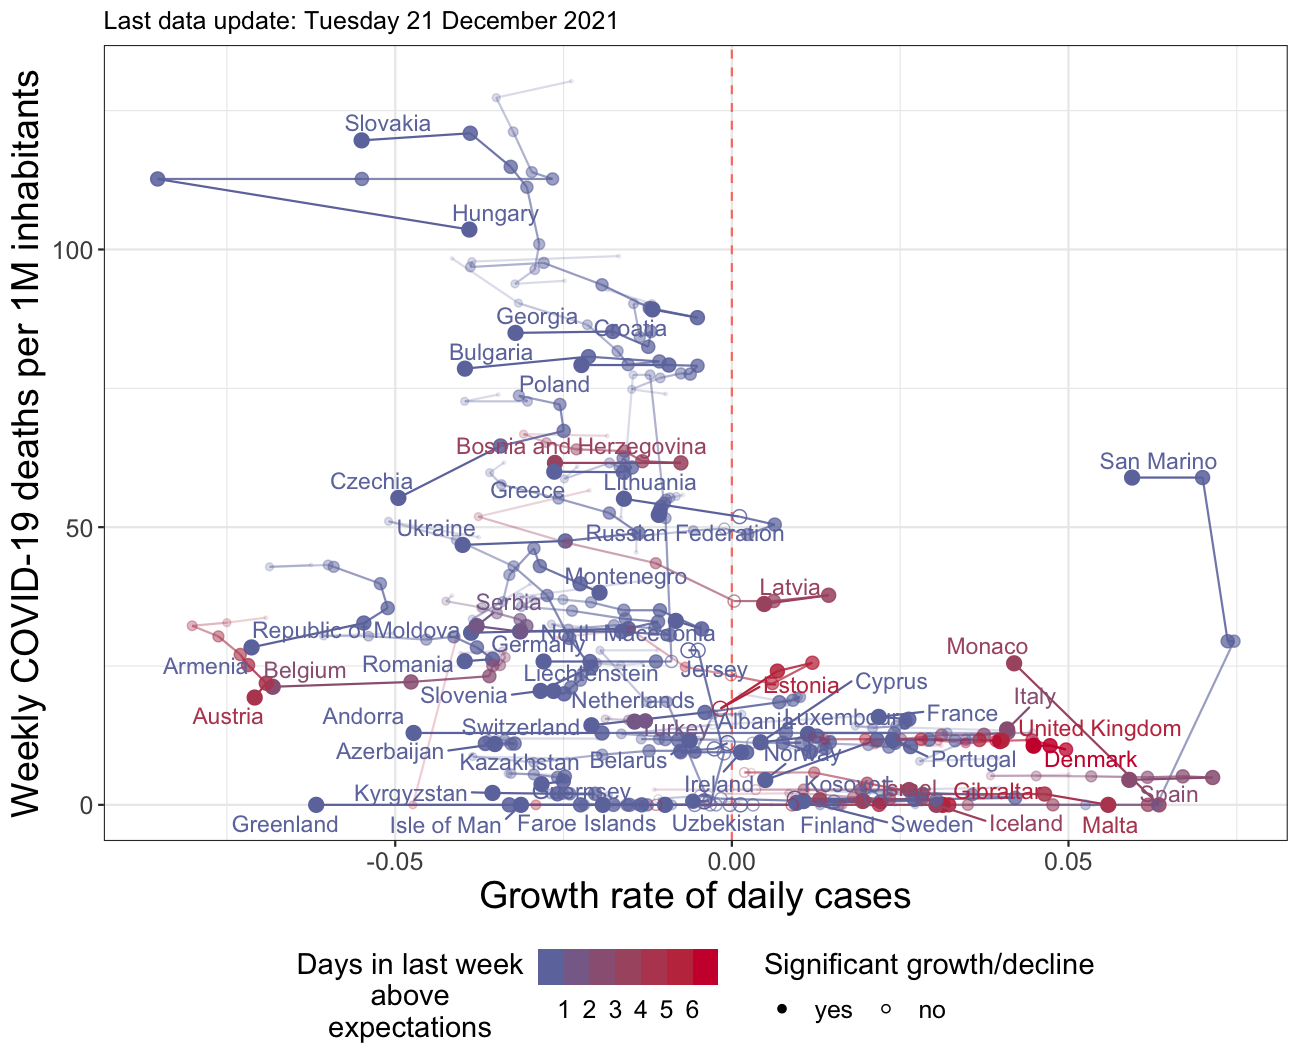 Last data update: Tuesday 21 December 2021
Weekly COVID-19 deaths per 1M inhabitants
100
50
0
Slovakia
Hungary
Georgia
Croatia
Bulgaria
Poland
Bosnia and Herzegovina
San Marino
Czechia
Lithuania
Greece
Ukraine
Russian Federation
Montenegro
Latvia
Serbia
Republic of Moldova
North Macedonia
Germany
Monaco
Armenia
Belgium
Romania
Liechtenstein
Jersey
Estonia
Cyprus
Slovenia
Netherlands
Italy
Austria
Andorra
Switzerland
Turkey
Albania
Luxembourg
France
United Kingdom
Azerbaijan
Kazakhstan
Belarus
Norway
Portugal
Denmark
Kyrgyzstan
Guernsey
Ireland
Kosovo
Israel
Gibraltar
Spain
Greenland
Isle of Man
Faroe Islands
Uzbekistan
Finland
Sweden
Iceland
Malta
-0.05
0.00
0.05
Growth rate of daily cases
Days in last week
above
expectations
1 2 3 4 5 6
Significant growth/decline
yes
no